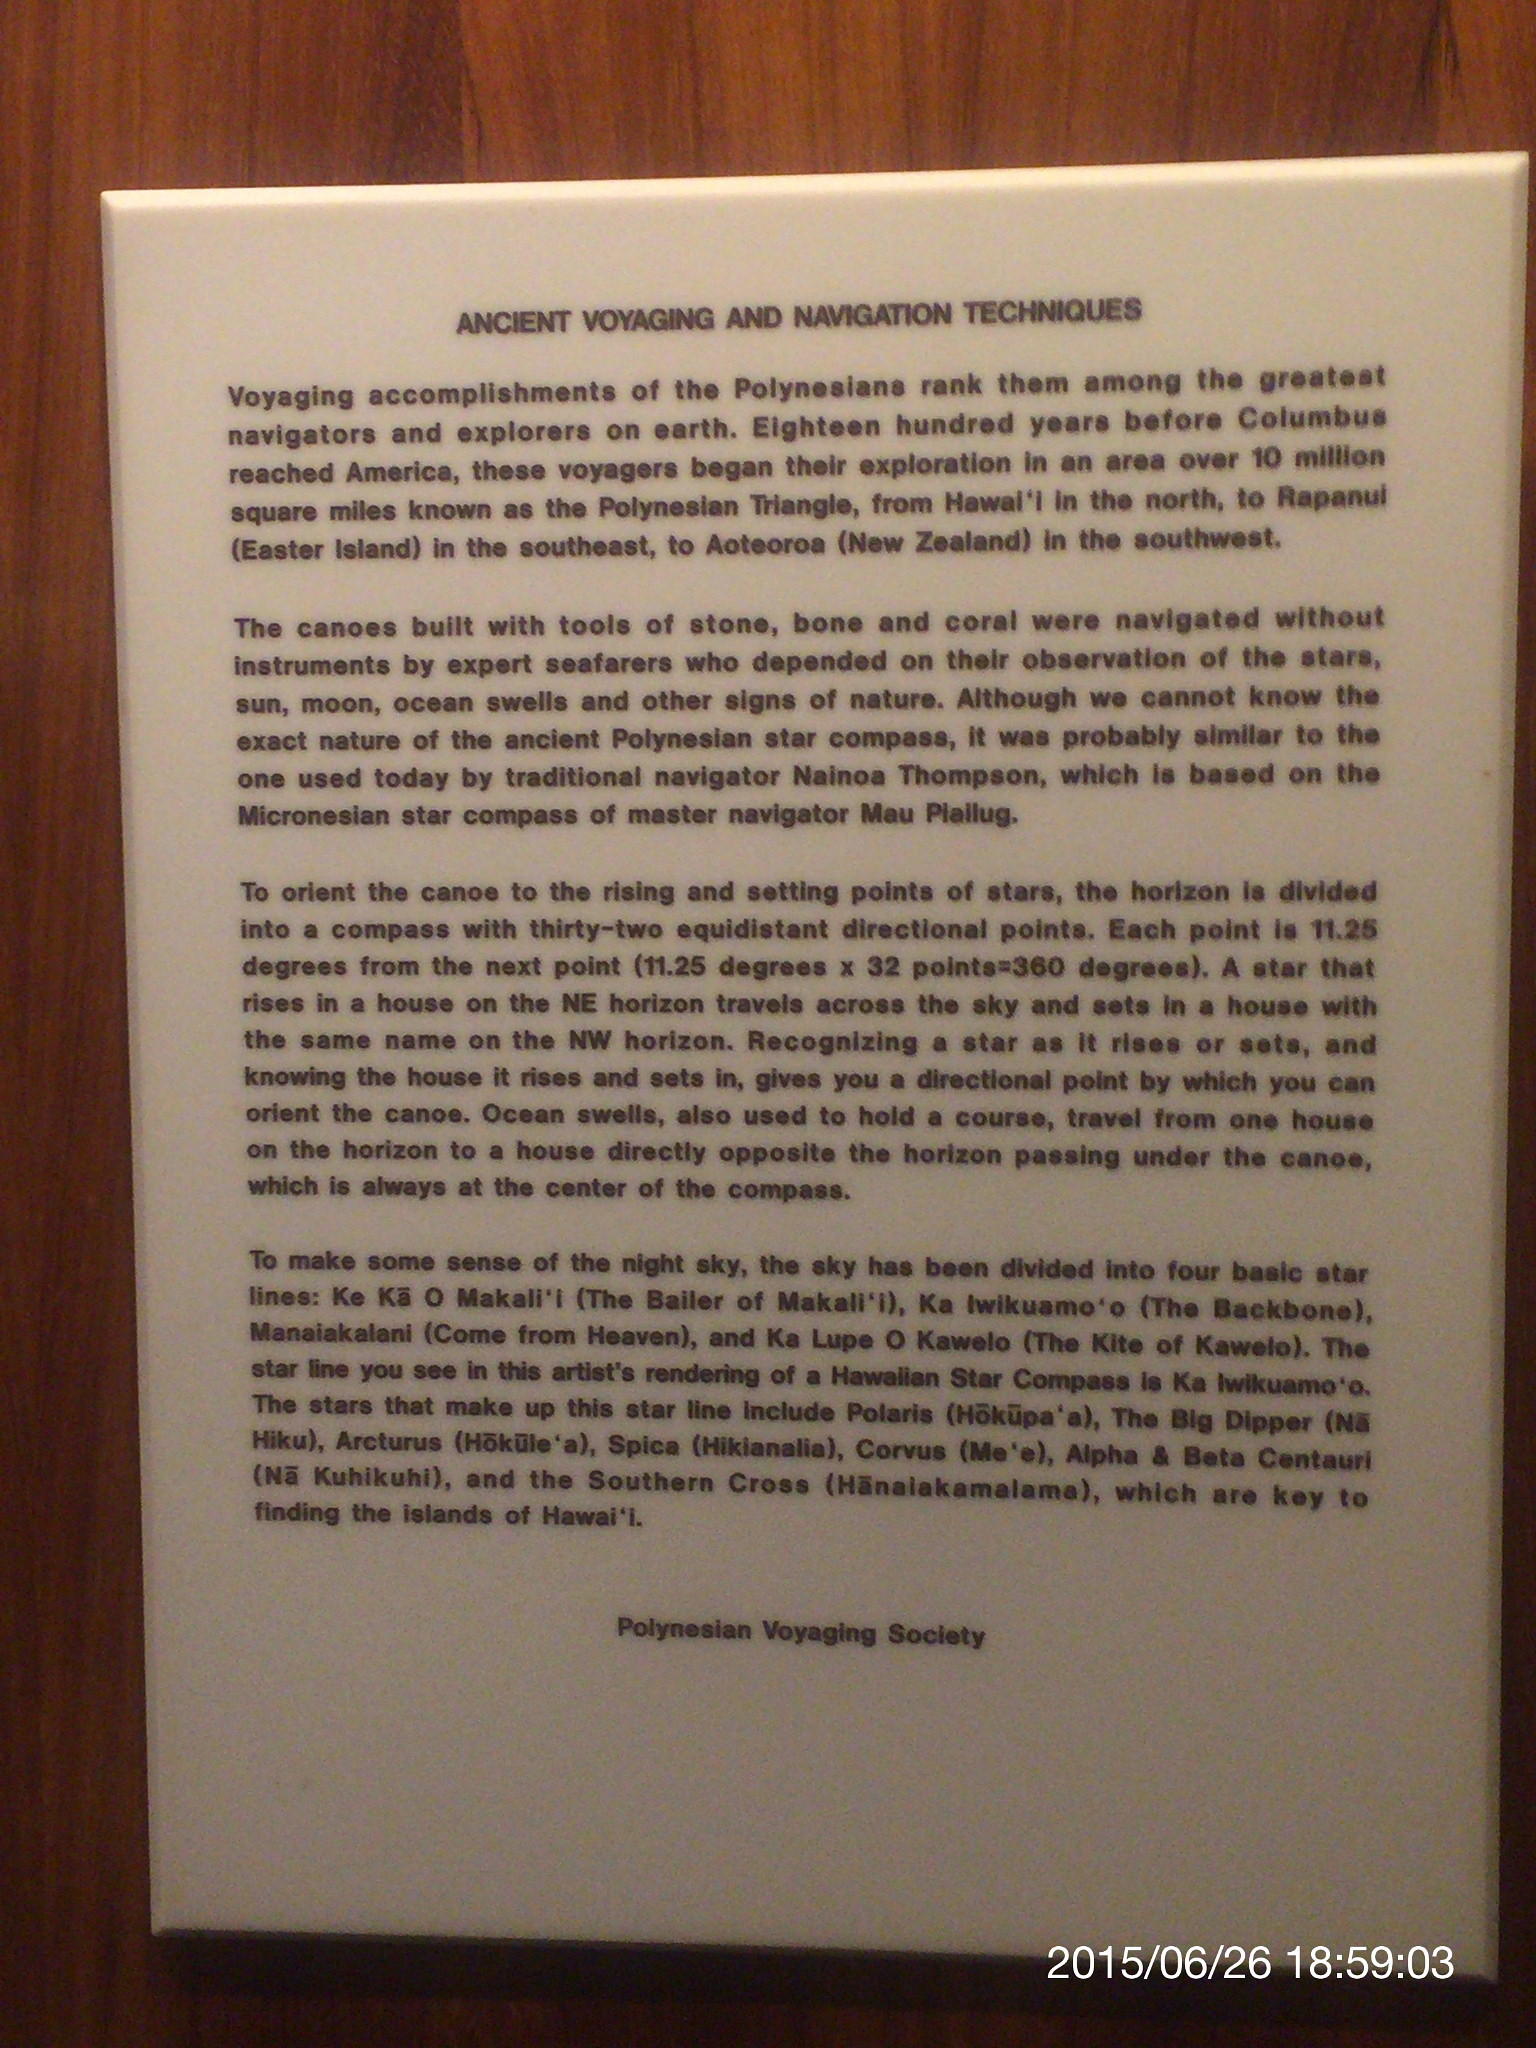 ANCIENT VOYAGING AND NAVIGATION TECHNIQUES
Voyaging accomplishments of the Polynesians rank them among the greatest
navigators and explorers on earth. Eighteen hundred years before Columbus
reached America, these voyagers began their exploration in an area over 10 million
square miles known as the Polynesian Triangle, from Hawai‘i in the north, to Rapanui
(Easter Island) in the southeast, to Aoteoroa (New Zealand) in the southwest.
The canoes built with tools of stone, bone and coral were navigated without
instruments by expert seafarers who depended on their observation of the stars,
sun, moon, ocean swells and other signs of nature. Although we cannot know the
exact nature of the ancient Polynesian star compass, it was probably similar to the
one used today by traditional navigator Nainoa Thompson, which is based on the
Micronesian star compass of master navigator Mau Piailug.
To orient the canoe to the rising and setting points of stars, the horizon is divided
into a compass with thirty-two equidistant directional points. Each point is 11.25
degrees from the next point (11.25 degrees x 32 points=360 degrees). A star that
rises in a house on the NE horizon travels across the sky and sets in a house with
the same name on the NW horizon. Recognizing a star as it rises or sets, and
knowing the house it rises and sets in, gives you a directional point by which you can
orient the canoe. Ocean swells, also used to hold a course, travel from one house
on the horizon to a house directly opposite the horizon passing under the canoe,
which is always at the center of the compass.
To make some sense of the night sky, the sky has been divided into four basic star
lines: Ke Kā O Makali‘i (The Bailer of Makali‘i), Ka Iwikuamo‘o (The Backbone),
Manaiakalani (Come from Heaven), and Ka Lupe O Kawelo (The Kite of Kawelo). The
star line you see in this artist's rendering of a Hawaiian Star Compass is Ka Iwikuamo‘o.
The stars that make up this star line include Polaris (Hōkūpa‘a), The Big Dipper (Nā
Hiku), Arcturus (Hōkūle‘a), Spica (Hikianalia), Corvus (Me‘e), Alpha & Beta Centauri
(Nā Kuhikuhi), and the Southern Cross (Hānaiakamalama), which are key to
finding the islands of Hawai‘i.
Polynesian Voyaging Society
2015/06/26 18:59:03